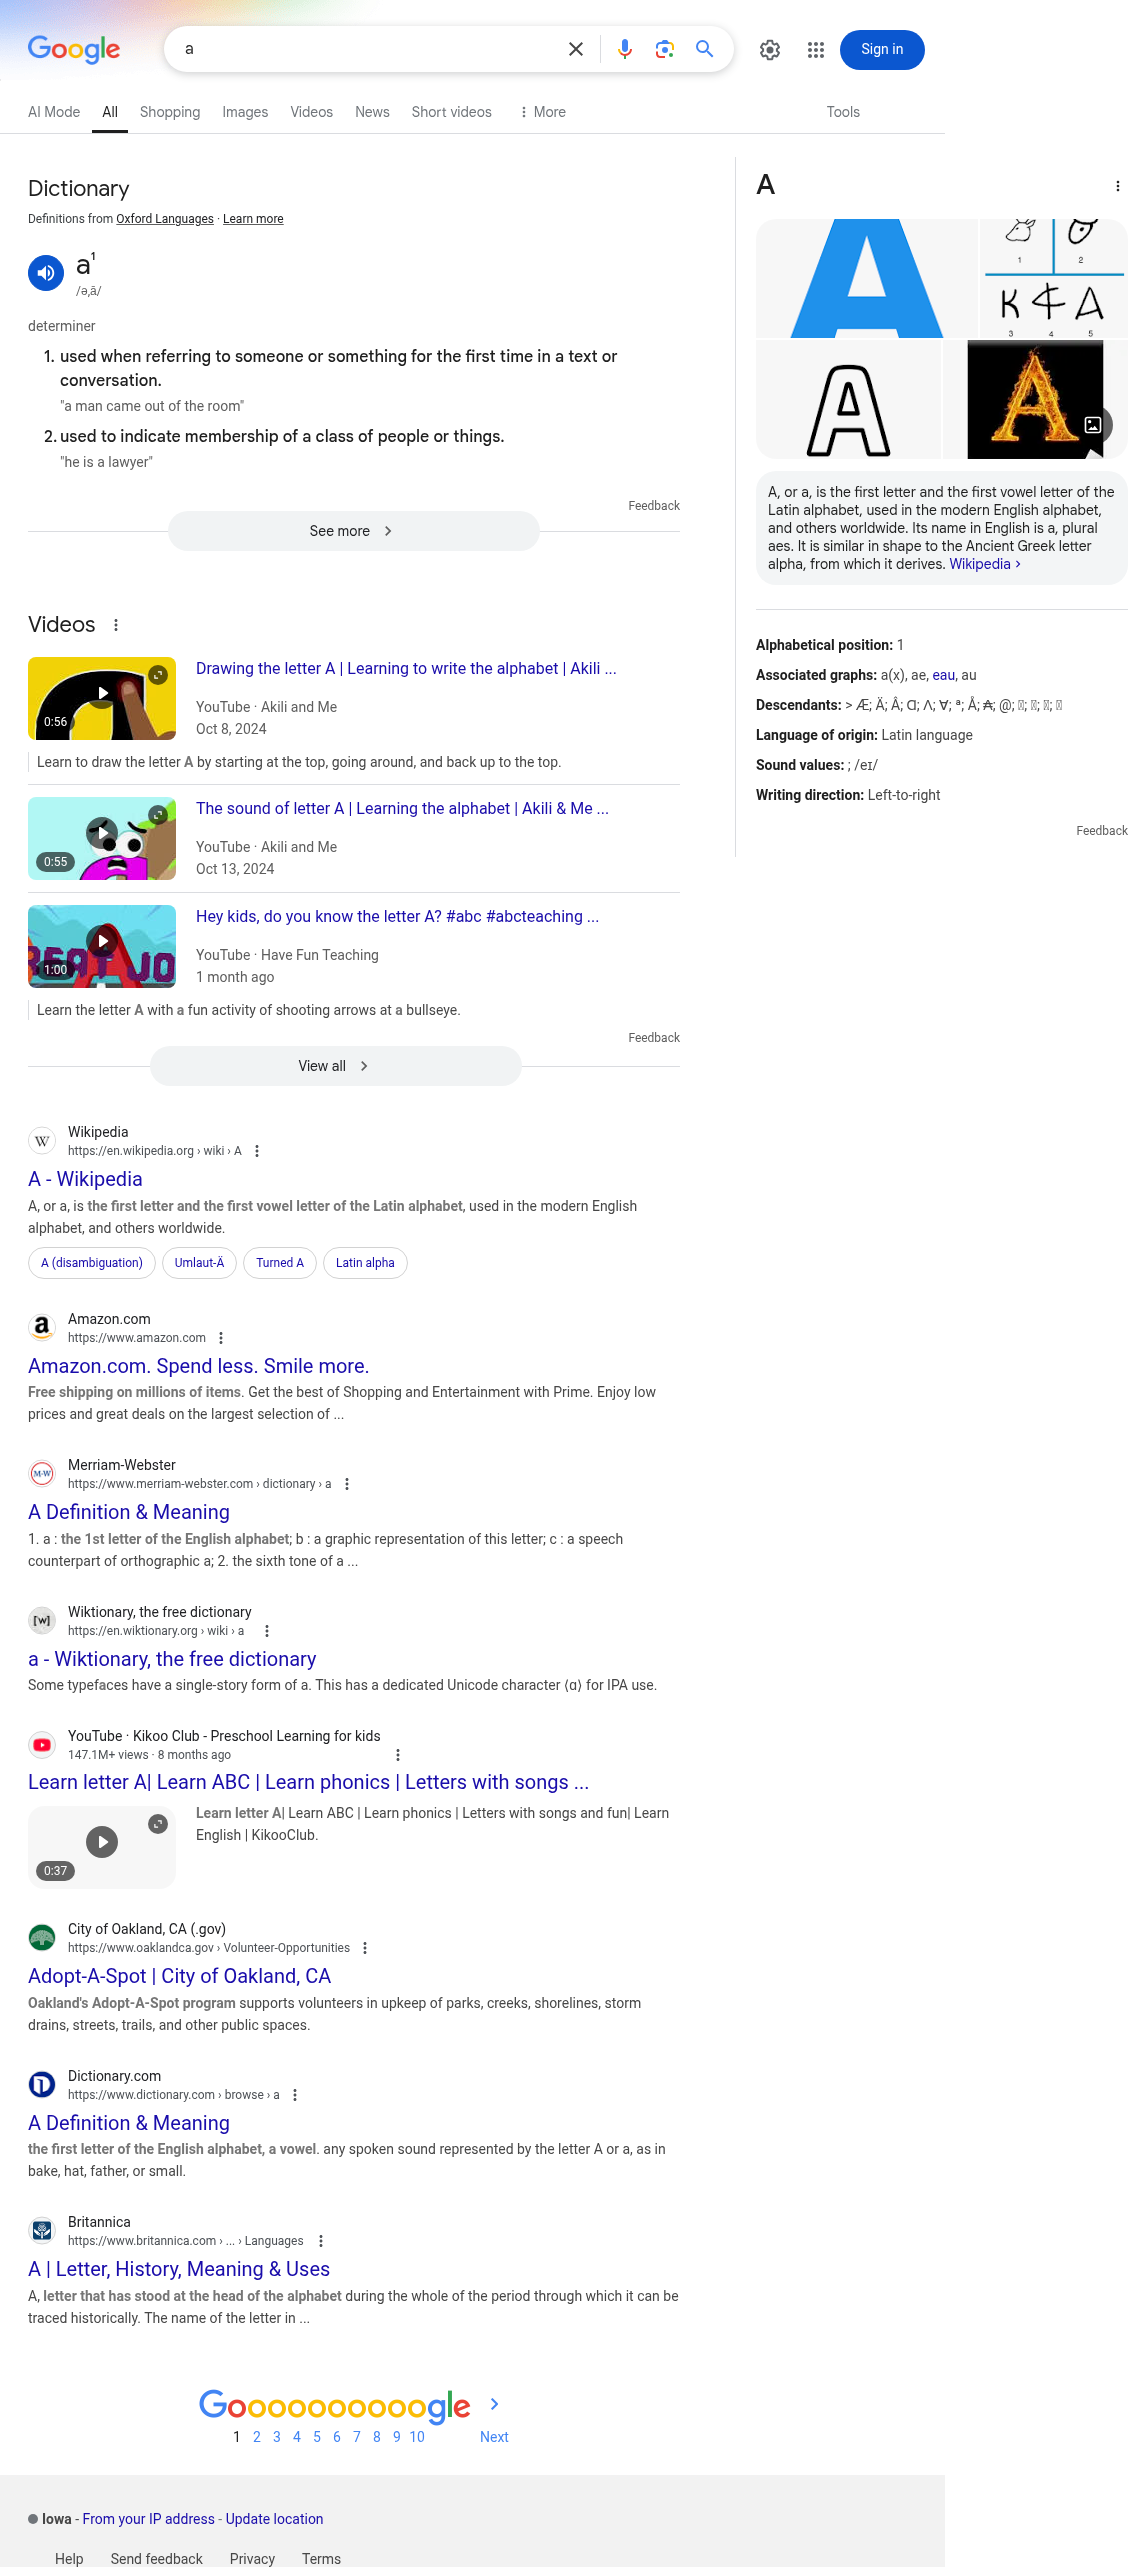 Google
a
Sign in
AI Mode
All
Shopping
Images
Videos
News
Short videos
More
Tools
Dictionary
Definitions from Oxford Languages · Learn more
a¹
/ə,ā/
determiner
1. used when referring to someone or something for the first time in a text or
conversation.
"a man came out of the room"
2. used to indicate membership of a class of people or things.
"he is a lawyer"
Feedback
See more
Videos
0:56
Drawing the letter A | Learning to write the alphabet | Akili ...
YouTube · Akili and Me
Oct 8, 2024
Learn to draw the letter A by starting at the top, going around, and back up to the top.
0:55
The sound of letter A | Learning the alphabet | Akili & Me ...
YouTube · Akili and Me
Oct 13, 2024
1:00
Hey kids, do you know the letter A? #abc #abcteaching ...
YouTube · Have Fun Teaching
1 month ago
Learn the letter A with a fun activity of shooting arrows at a bullseye.
Feedback
View all
W
Wikipedia
https://en.wikipedia.org › wiki › A
A - Wikipedia
A, or a, is the first letter and the first vowel letter of the Latin alphabet, used in the modern English
alphabet, and others worldwide.
A (disambiguation)
Umlaut-Ä
Turned A
Latin alpha
a
Amazon.com
https://www.amazon.com
Amazon.com. Spend less. Smile more.
Free shipping on millions of items. Get the best of Shopping and Entertainment with Prime. Enjoy low
prices and great deals on the largest selection of ...
M-W
Merriam-Webster
https://www.merriam-webster.com › dictionary › a
A Definition & Meaning
1. a : the 1st letter of the English alphabet; b : a graphic representation of this letter; c : a speech
counterpart of orthographic a; 2. the sixth tone of a ...
[w]
Wiktionary, the free dictionary
https://en.wiktionary.org › wiki › a
a - Wiktionary, the free dictionary
Some typefaces have a single-story form of a. This has a dedicated Unicode character ⟨ɑ⟩ for IPA use.
YouTube · Kikoo Club - Preschool Learning for kids
147.1M+ views · 8 months ago
Learn letter A| Learn ABC | Learn phonics | Letters with songs ...
0:37
Learn letter A| Learn ABC | Learn phonics | Letters with songs and fun| Learn
English | KikooClub.
City of Oakland, CA (.gov)
https://www.oaklandca.gov › Volunteer-Opportunities
Adopt-A-Spot | City of Oakland, CA
Oakland's Adopt-A-Spot program supports volunteers in upkeep of parks, creeks, shorelines, storm
drains, streets, trails, and other public spaces.
Dictionary.com
https://www.dictionary.com › browse › a
A Definition & Meaning
the first letter of the English alphabet, a vowel. any spoken sound represented by the letter A or a, as in
bake, hat, father, or small.
Britannica
https://www.britannica.com › ... › Languages
A | Letter, History, Meaning & Uses
A, letter that has stood at the head of the alphabet during the whole of the period through which it can be
traced historically. The name of the letter in ...
Goooooooooogle
1 2 3 4 5 6 7 8 9 10 Next
Iowa - From your IP address - Update location
Help
Send feedback
Privacy
Terms
A
A
1
2
3
4
5
A
A
A, or a, is the first letter and the first vowel letter of the
Latin alphabet, used in the modern English alphabet,
and others worldwide. Its name in English is a, plural
aes. It is similar in shape to the Ancient Greek letter
alpha, from which it derives. Wikipedia ›
Alphabetical position: 1
Associated graphs: a(x), ae, eau, au
Descendants: > Æ; Ä; Â; Ɑ; Λ; Ɐ; ª; Å; ₳; @;
Language of origin: Latin language
Sound values: ; /eɪ/
Writing direction: Left-to-right
Feedback